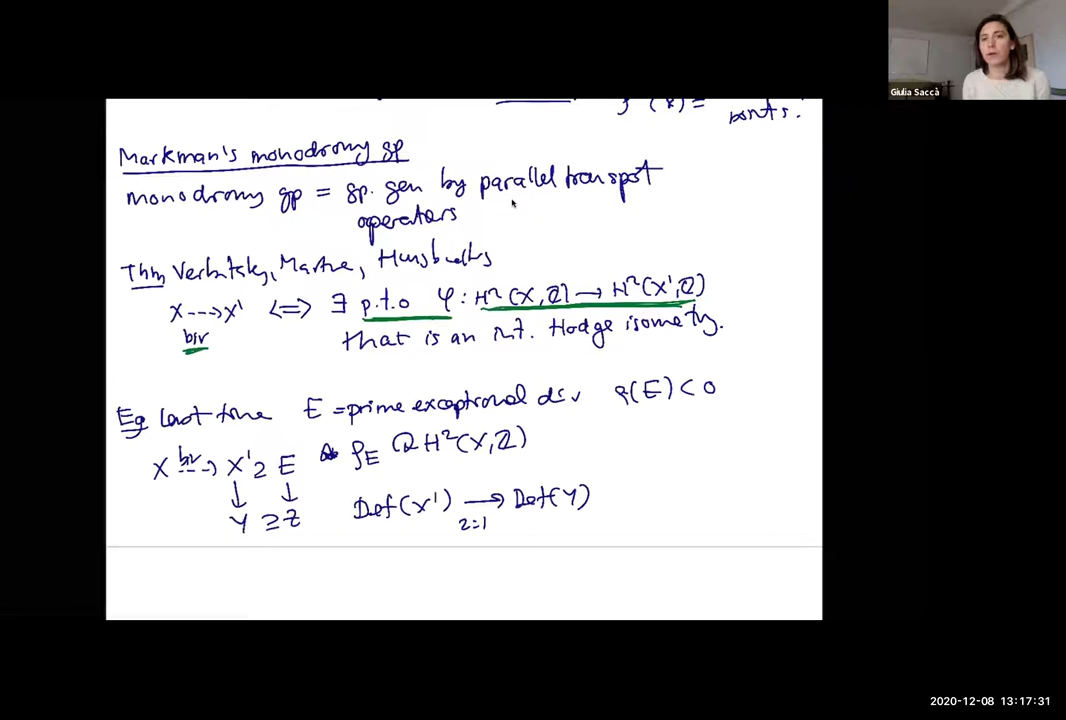 Giulia Saccà
Markman's monodromy gp
monodromy gp = gp. gen by parallel transport
operators
Thm Verbitsky, Markman, Huybrechts
X ⇢ X' ⟺ ∃ p.t.o φ : H²(X,ℤ) → H²(X',ℤ)
bir
that is an int. Hodge isometry.
Eg last time E = prime exceptional div q(E) < 0
X ⇢ X' ⊇ E ρ_E ↻ H²(X,ℤ)
bir
↓ ↓
Y ⊇ Z Def(X') → Def(Y)
2:1
2020-12-08 13:17:31